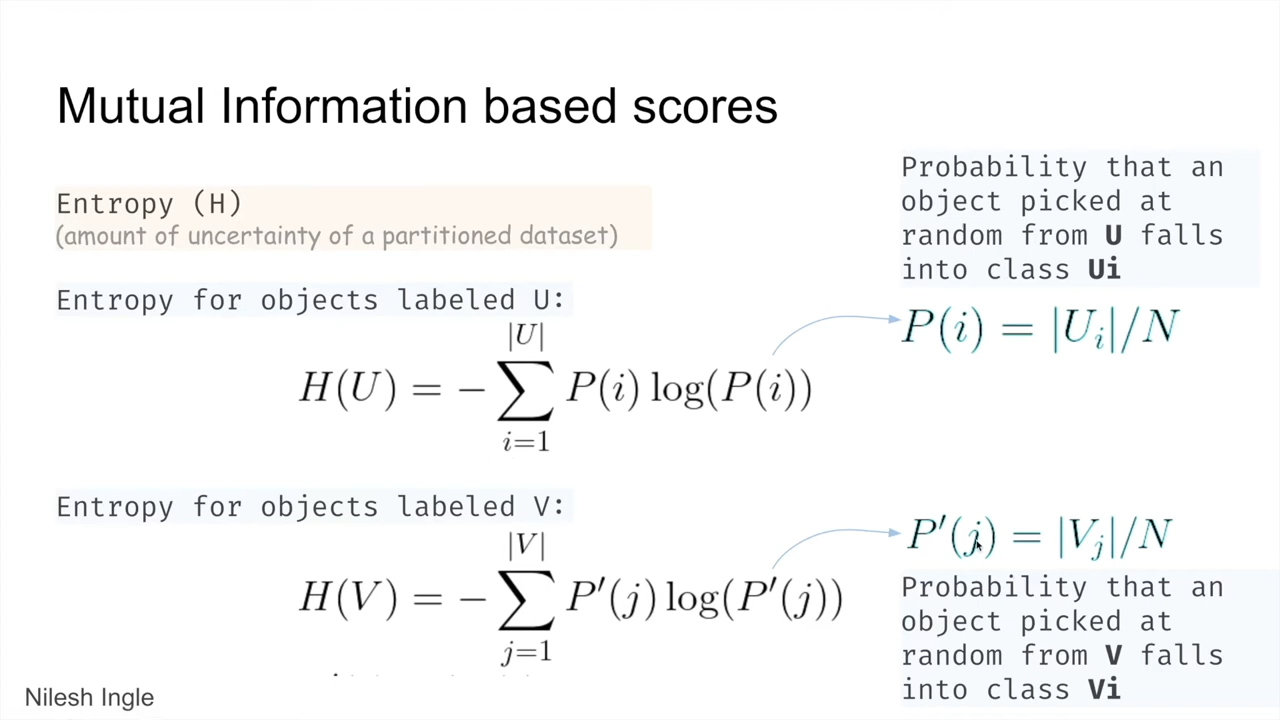 Mutual Information based scores
Entropy (H)
(amount of uncertainty of a partitioned dataset)
Probability that an
object picked at
random from U falls
into class Ui
P(i) = |U_i|/N
Entropy for objects labeled U:
H(U) = -\sum_{i=1}^{|U|} P(i) log(P(i))
Entropy for objects labeled V:
H(V) = -\sum_{j=1}^{|V|} P'(j) log(P'(j))
P'(j) = |V_j|/N
Probability that an
object picked at
random from V falls
into class Vi
Nilesh Ingle